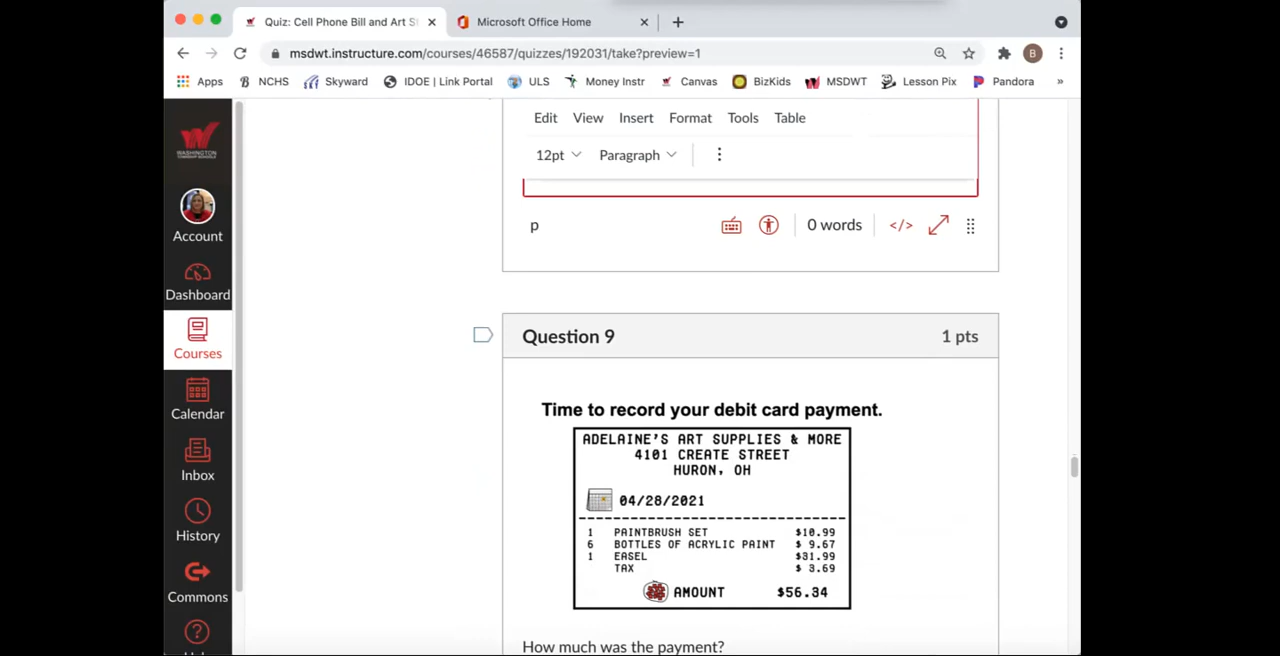 Quiz: Cell Phone Bill and Art S
Microsoft Office Home
msdwt.instructure.com/courses/46587/quizzes/192031/take?preview=1
B
Apps NCHS Skyward IDOE | Link Portal ULS Money Instr Canvas BizKids MSDWT Lesson Pix Pandora »
WASHINGTON
TOWNSHIP SCHOOLS
Account
Dashboard
Courses
Calendar
Inbox
History
Commons
Edit View Insert Format Tools Table
12pt Paragraph
p 0 words </>
Question 9 1 pts
Time to record your debit card payment.
ADELAINE'S ART SUPPLIES & MORE
4101 CREATE STREET
HURON, OH
04/28/2021
1 PAINTBRUSH SET $10.99
6 BOTTLES OF ACRYLIC PAINT $ 9.67
1 EASEL $31.99
TAX $ 3.69
AMOUNT $56.34
How much was the payment?